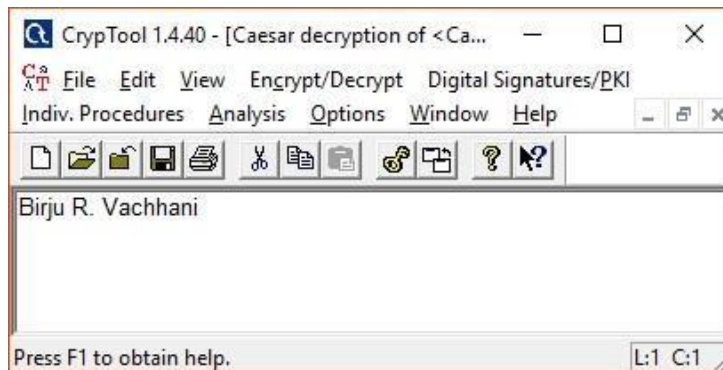 CrypTool 1.4.40 - [Caesar decryption of <Ca...
File Edit View Encrypt/Decrypt Digital Signatures/PKI
Indiv. Procedures Analysis Options Window Help
Birju R. Vachhani
Press F1 to obtain help. L:1 C:1